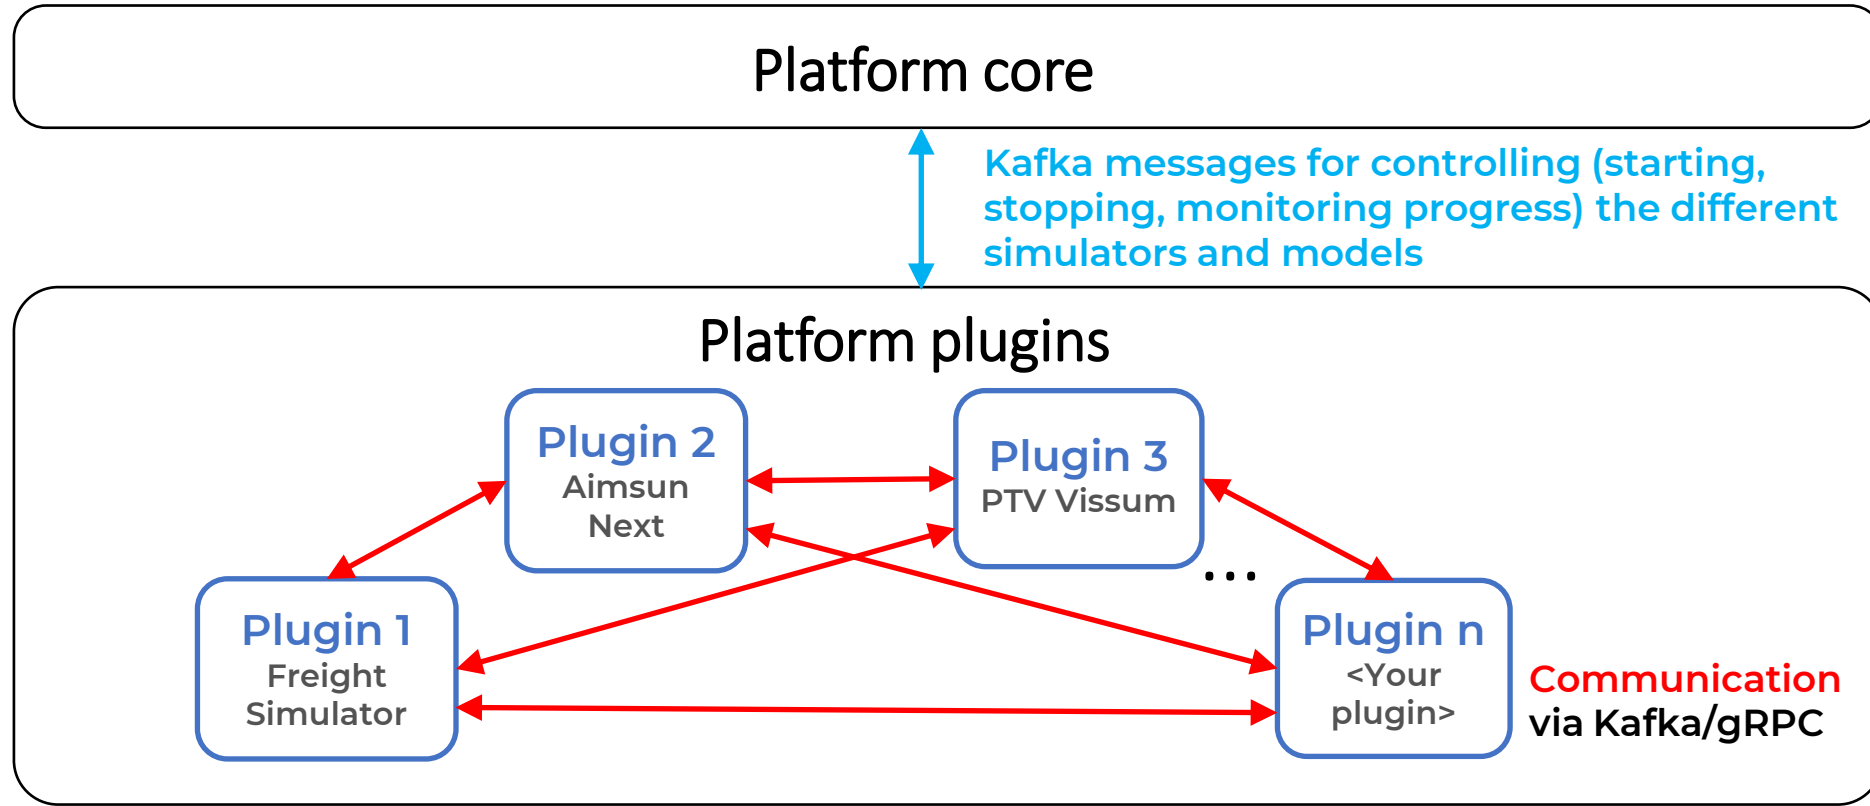 Platform core
Kafka messages for controlling (starting,
stopping, monitoring progress) the different
simulators and models
Platform plugins
Plugin 2
Aimsun
Next
Plugin 3
PTV Vissum
...
Plugin 1
Freight
Simulator
Plugin n
<Your
plugin>
Communication
via Kafka/gRPC